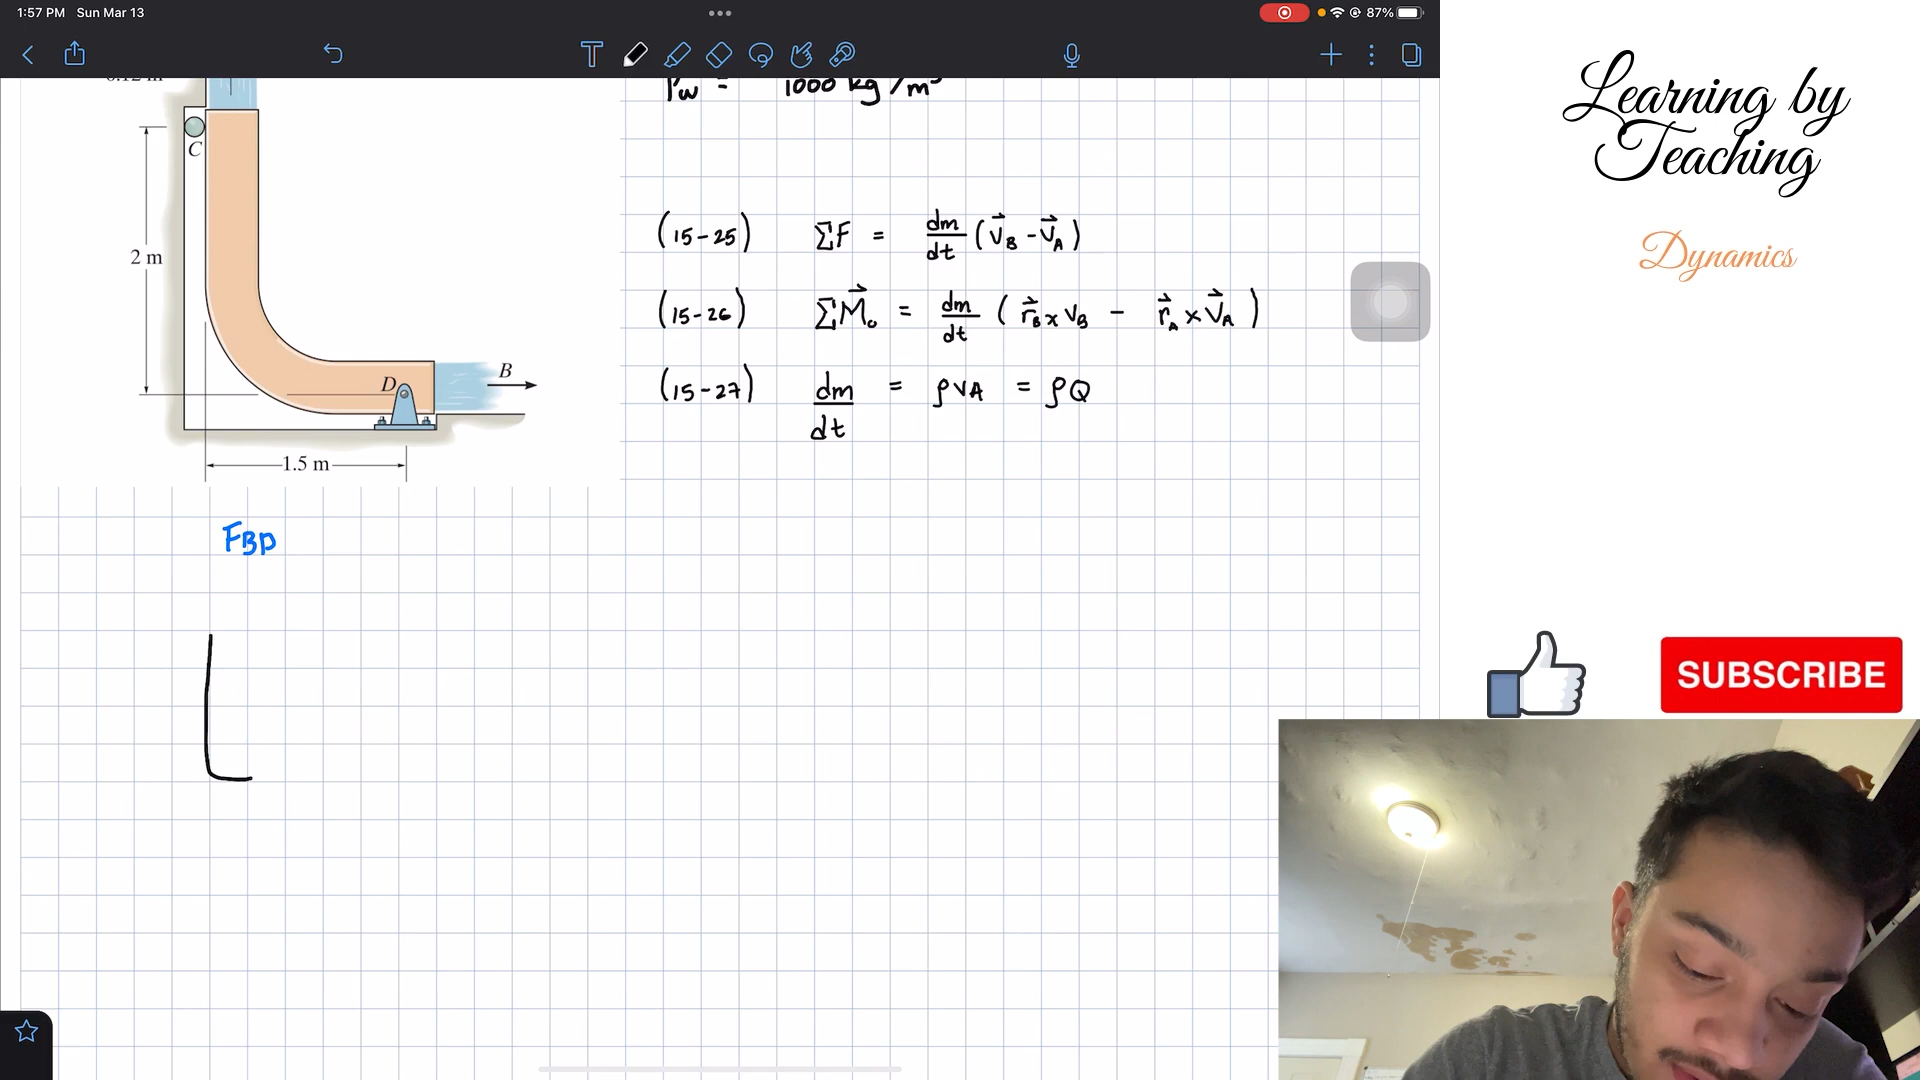 1:57 PM Sun Mar 13
87%
ρw = 1000 kg/m³
C
2 m
D
B
1.5 m
(15-25) ΣF = dm/dt (V⃗B - V⃗A)
(15-26) ΣM⃗o = dm/dt (r⃗B x VB - r⃗A x V⃗A)
(15-27) dm/dt = ρVA = ρQ
FBD
Learning by
Teaching
Dynamics
SUBSCRIBE